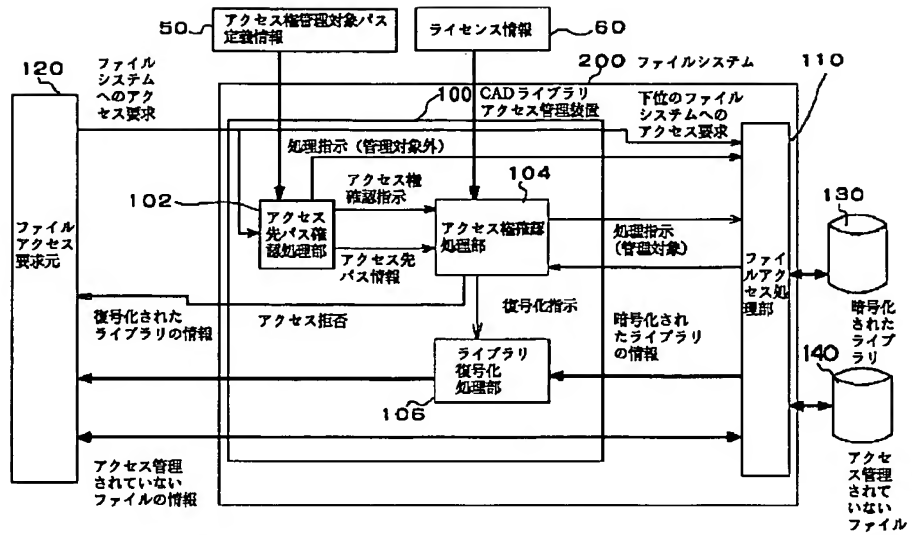 50
アクセス権管理対象パス
定義情報
ライセンス情報
60
120
ファイル
システム
へのアク
セス要求
200
ファイルシステム
110
100
CADライブラリ
アクセス管理装置
下位のファイル
システムへの
アクセス要求
処理指示(管理対象外)
アクセス権
確認指示
102
アクセス
先パス確
認処理部
104
アクセス権確認
処理部
処理指示
(管理対象)
アクセス先
パス情報
ファイル
アクセス
要求元
ファイ
ルアク
セス処
理部
130
暗号化
された
ライブ
ラリ
復号化された
ライブラリの情報
アクセス拒否
復号化指示
暗号化され
たライブラリ
の情報
ライブラリ
復号化
処理部
106
140
アクセス管理
されていない
ファイルの情報
アクセ
ス管理
されて
いない
ファイル